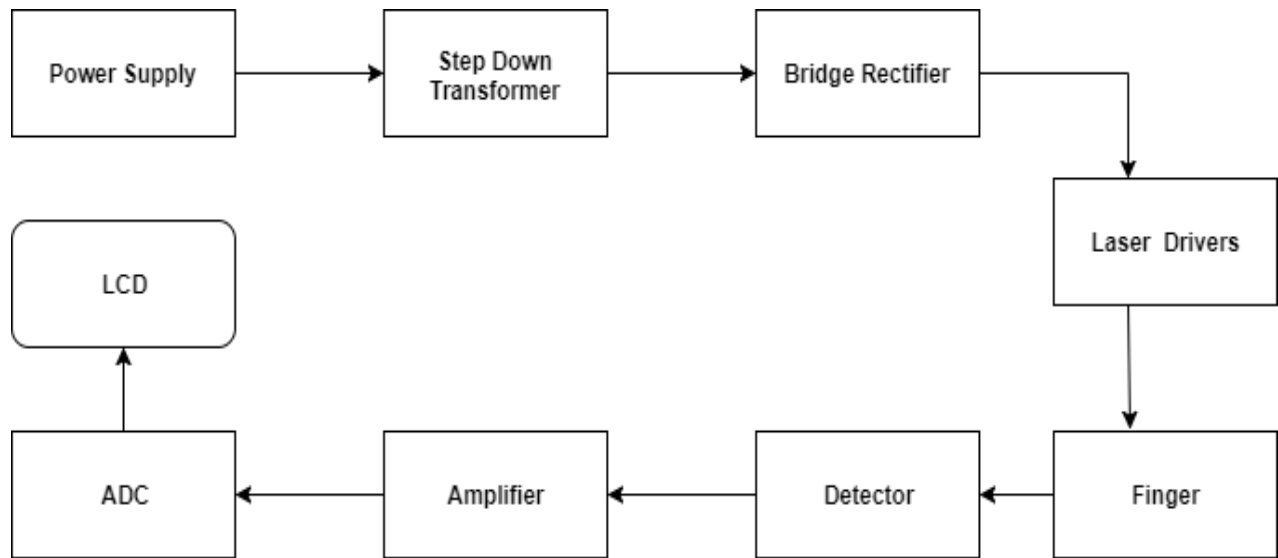 Power Supply
Step Down
Transformer
Bridge Rectifier
Laser Drivers
LCD
ADC
Amplifier
Detector
Finger